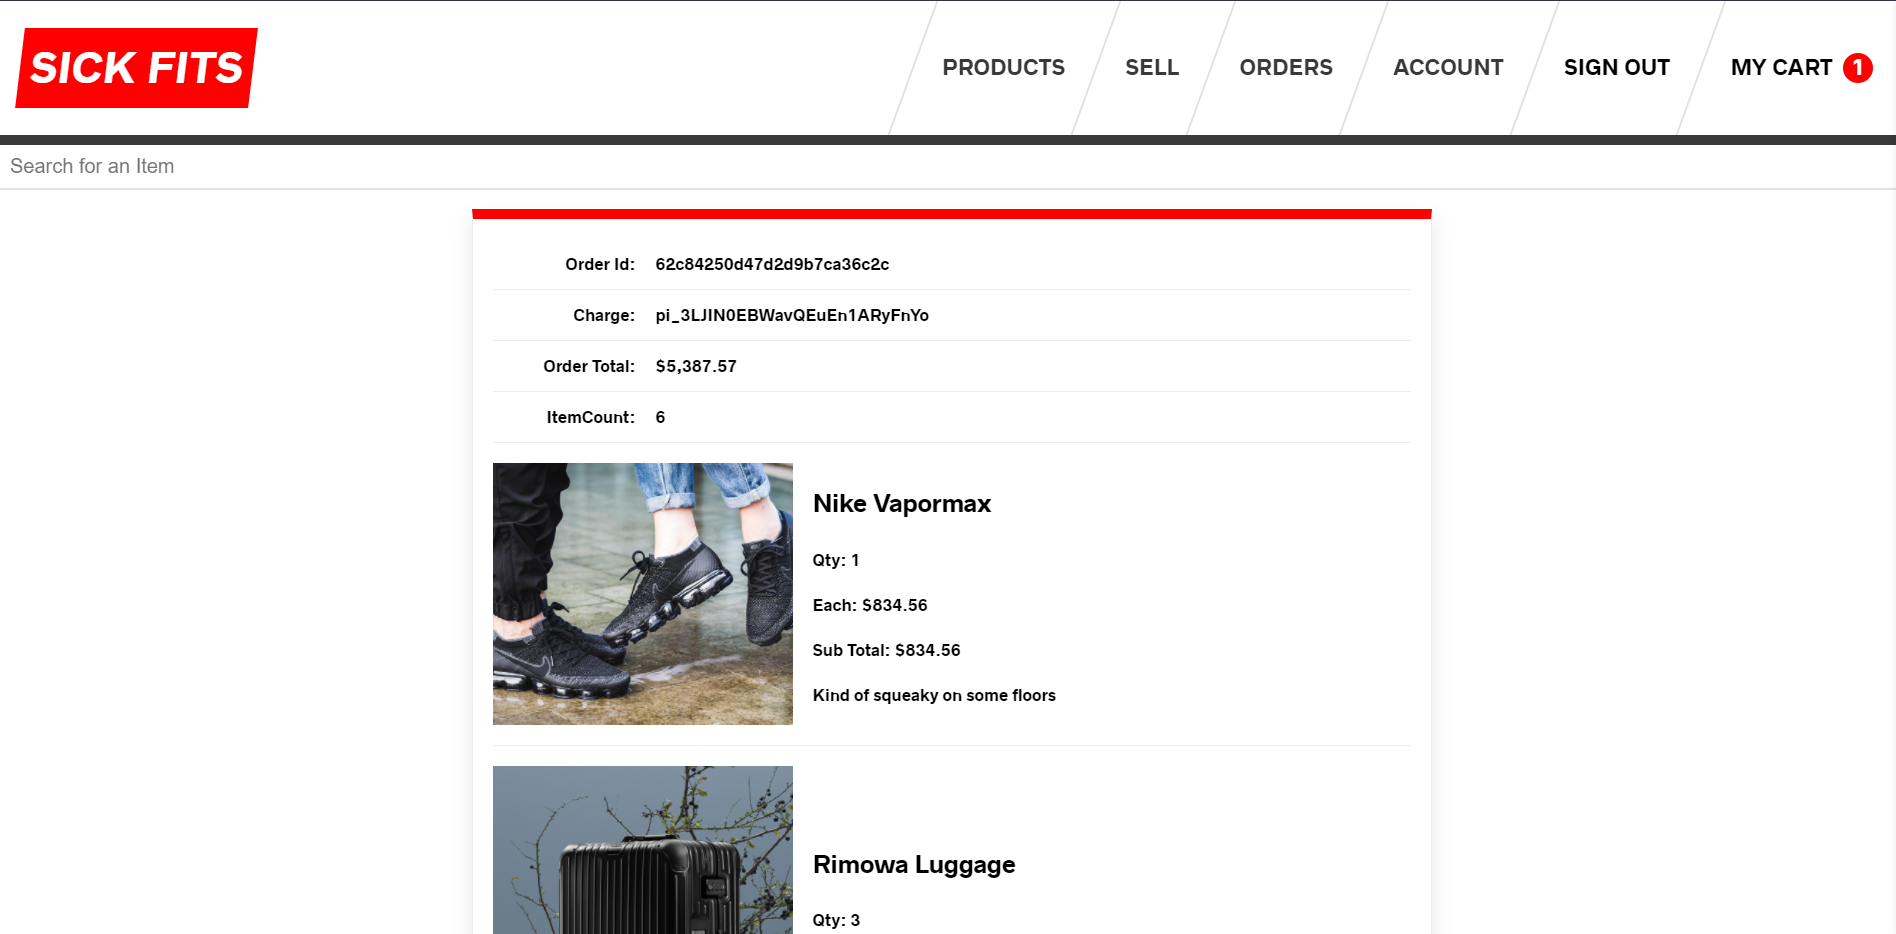 SICK FITS
PRODUCTS
SELL
ORDERS
ACCOUNT
SIGN OUT
MY CART 1
Search for an Item
Order Id: 62c84250d47d2d9b7ca36c2c
Charge: pi_3LJIN0EBWavQEuEn1ARyFnYo
Order Total: $5,387.57
ItemCount: 6
Nike Vapormax
Qty: 1
Each: $834.56
Sub Total: $834.56
Kind of squeaky on some floors
Rimowa Luggage
Qty: 3